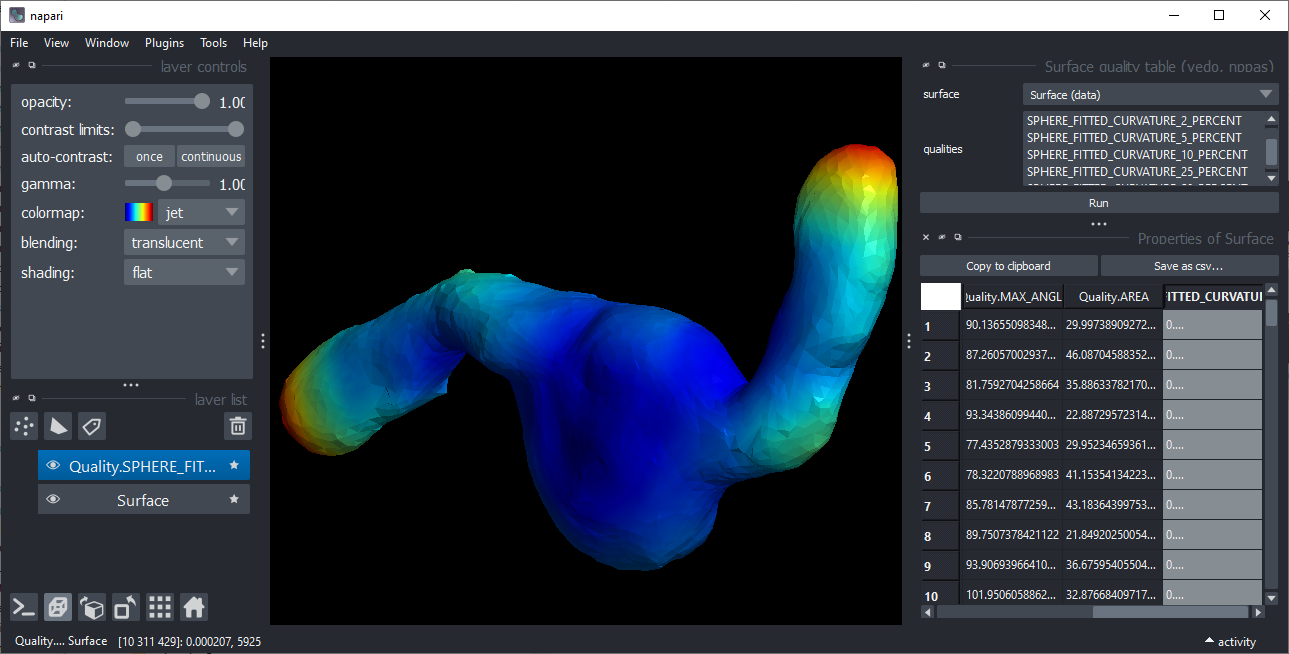 napari
File View Window Plugins Tools Help
layer controls
opacity: 1.00
contrast limits:
auto-contrast: once continuous
gamma: 1.00
colormap: jet
blending: translucent
shading: flat
layer list
Quality.SPHERE_FIT...
Surface
Surface quality table (vedo, nppas)
surface Surface (data)
qualities
SPHERE_FITTED_CURVATURE_2_PERCENT
SPHERE_FITTED_CURVATURE_5_PERCENT
SPHERE_FITTED_CURVATURE_10_PERCENT
SPHERE_FITTED_CURVATURE_25_PERCENT
Run
Properties of Surface
Copy to clipboard Save as csv...
Quality.MAX_ANGL Quality.AREA ITTED_CURVATUI
1 90.13655098348... 29.99738909272... 0....
2 87.26057002937... 46.08704588352... 0....
3 81.7592704258664 35.88633782170... 0....
4 93.34386099440... 22.88729572314... 0....
5 77.4352879333003 29.95234659361... 0....
6 78.3220788968983 41.15354134223... 0....
7 85.78147877259... 43.18364399753... 0....
8 89.7507378421122 21.84920250054... 0....
9 93.90693966410... 36.67595405504... 0....
10 101.9506058862... 32.87668409717... 0....
Quality.... Surface [10 311 429]: 0.000207, 5925
activity